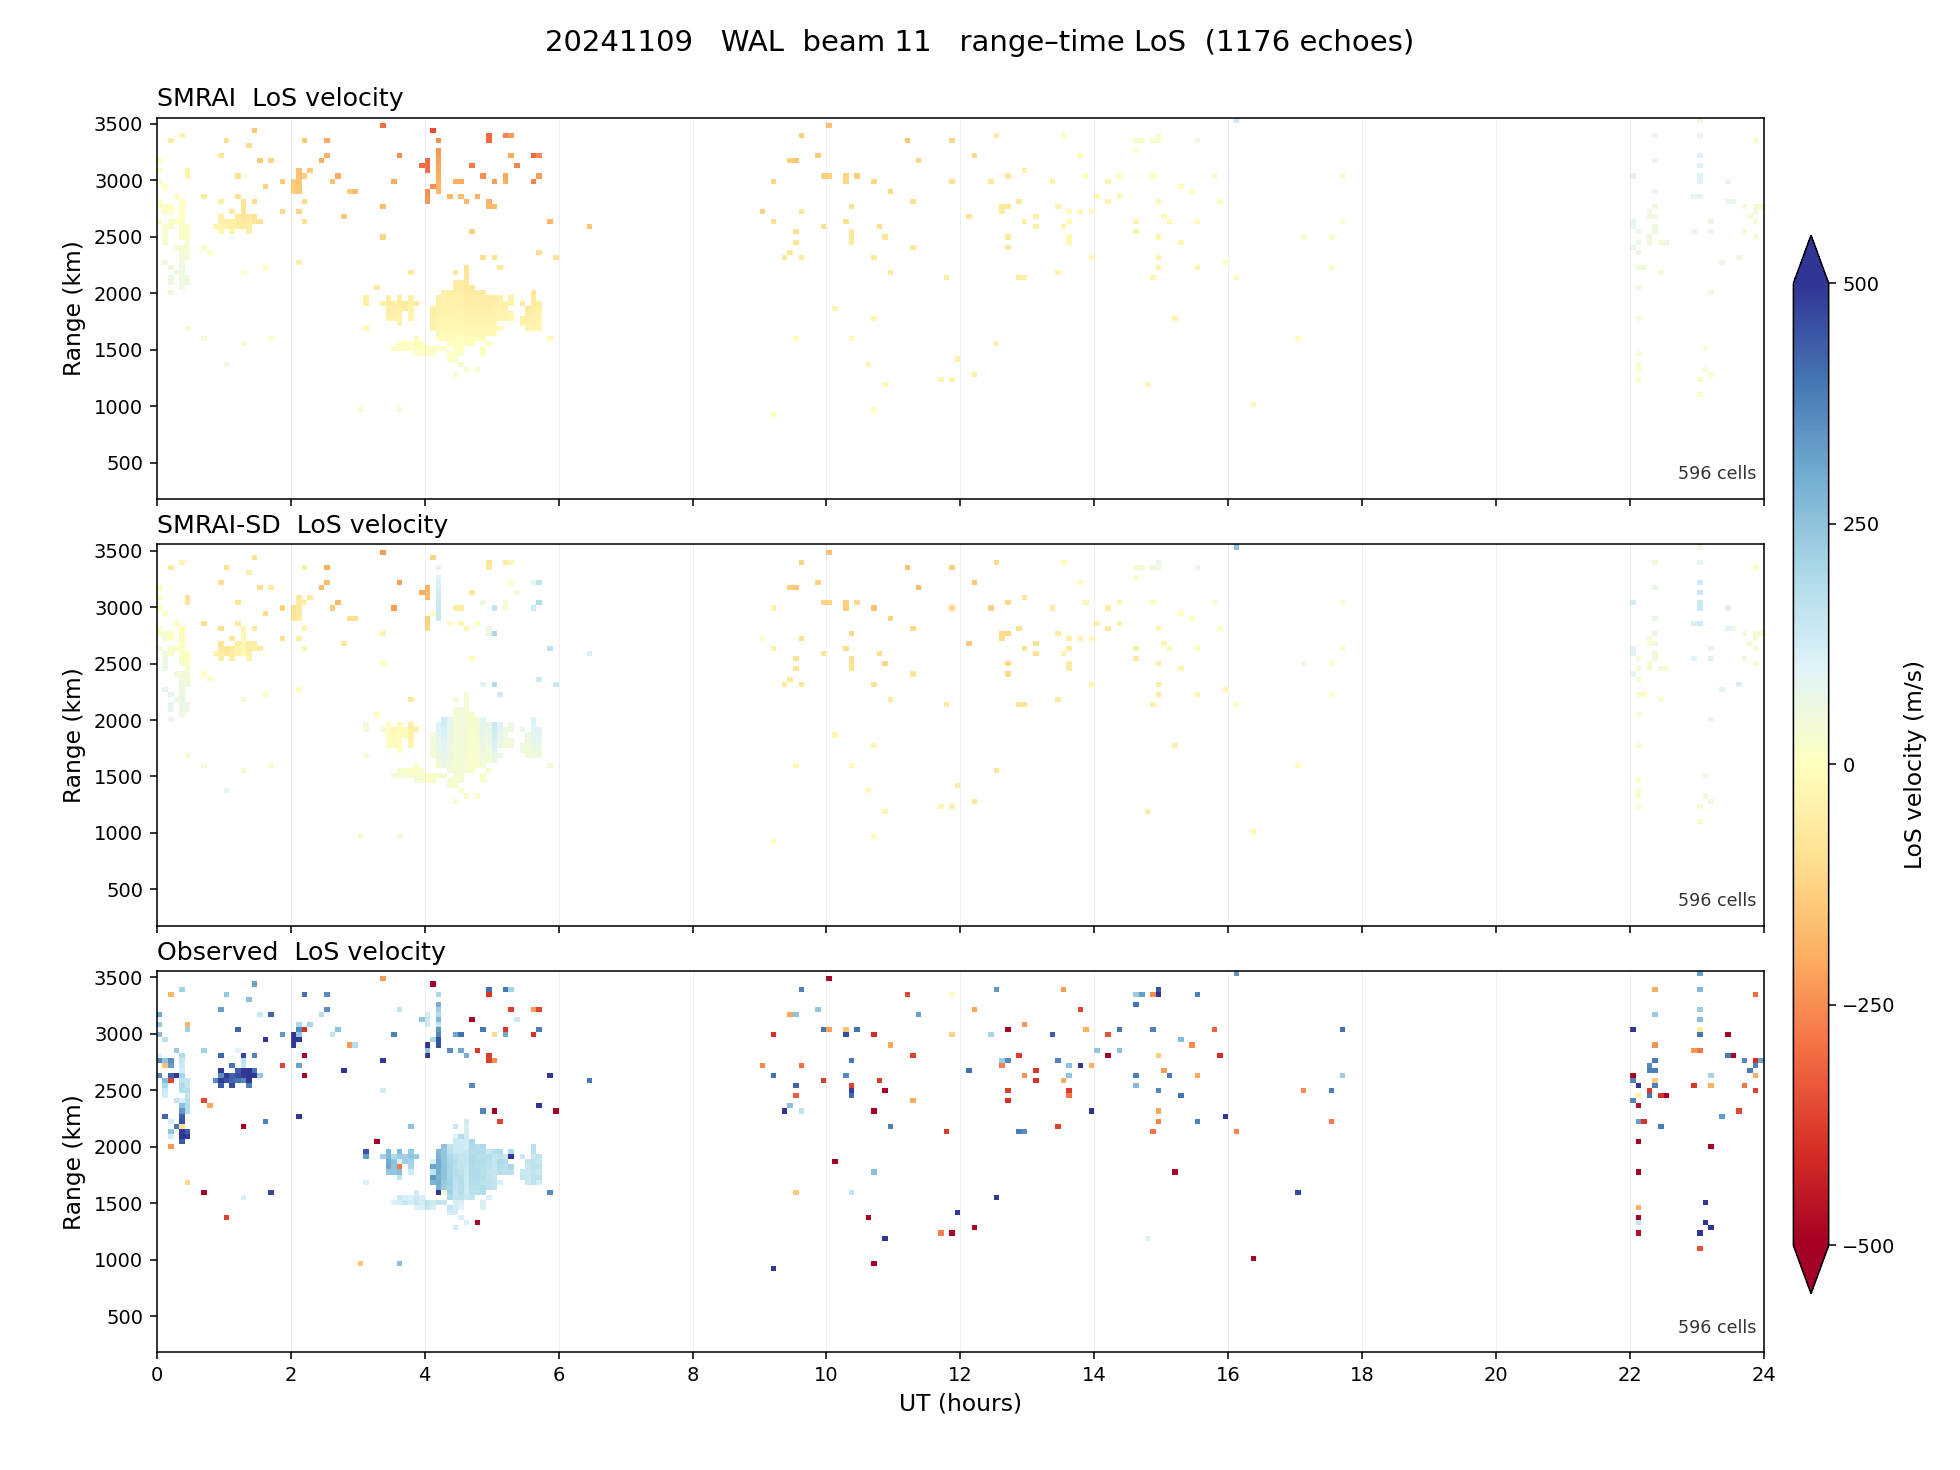 20241109   WAL  beam 11   range–time LoS  (1176 echoes)
SMRAI  LoS velocity
3500
3000
2500
2000
1500
1000
500
Range (km)
596 cells
SMRAI-SD  LoS velocity
3500
3000
2500
2000
1500
1000
500
Range (km)
596 cells
Observed  LoS velocity
3500
3000
2500
2000
1500
1000
500
Range (km)
596 cells
0 2 4 6 8 10 12 14 16 18 20 22 24
UT (hours)
500
250
0
−250
−500
LoS velocity (m/s)